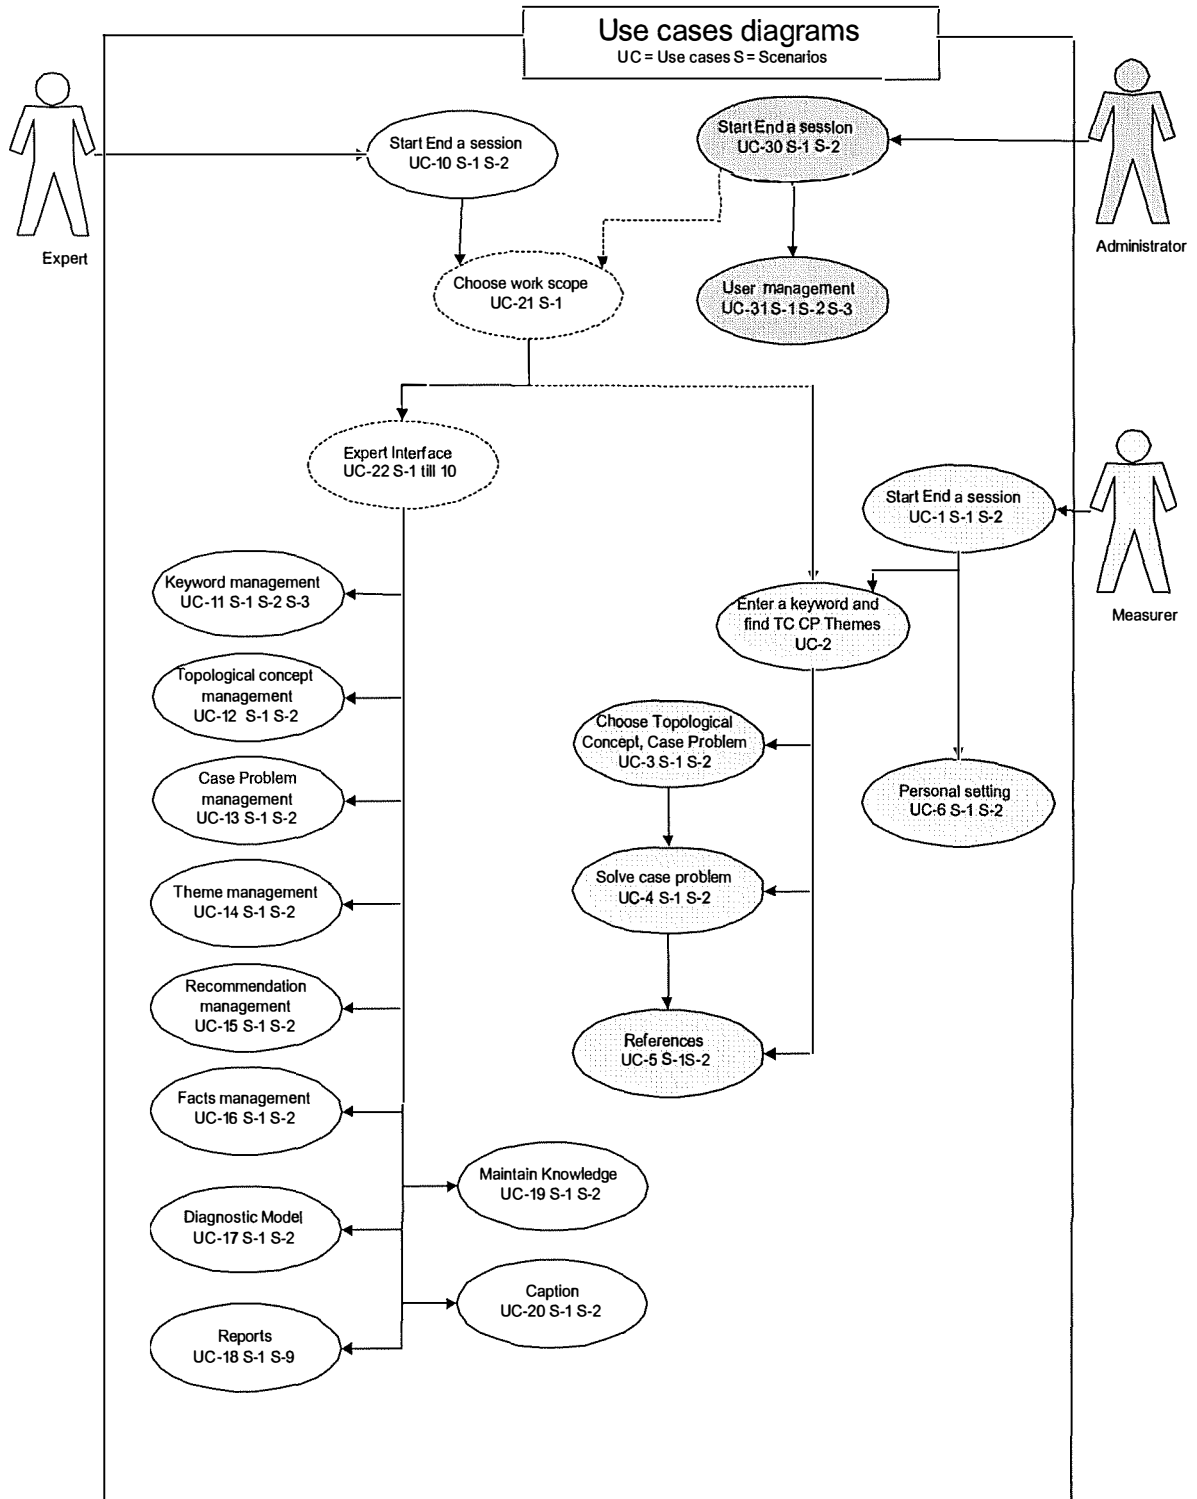 Use cases diagrams
UC = Use cases S = Scenarios
Start End a session
UC-10 S-1 S-2
Start End a session
UC-30 S-1 S-2
Expert
Administrator
Choose work scope
UC-21 S-1
User management
UC-31 S-1 S-2 S-3
Expert Interface
UC-22 S-1 till 10
Start End a session
UC-1 S-1 S-2
Measurer
Keyword management
UC-11 S-1 S-2 S-3
Enter a keyword and
find TC CP Themes
UC-2
Topological concept
management
UC-12 S-1 S-2
Choose Topological
Concept, Case Problem
UC-3 S-1 S-2
Case Problem
management
UC-13 S-1 S-2
Personal setting
UC-6 S-1 S-2
Theme management
UC-14 S-1 S-2
Solve case problem
UC-4 S-1 S-2
Recommendation
management
UC-15 S-1 S-2
References
UC-5 S-1S-2
Facts management
UC-16 S-1 S-2
Maintain Knowledge
UC-19 S-1 S-2
Diagnostic Model
UC-17 S-1 S-2
Caption
UC-20 S-1 S-2
Reports
UC-18 S-1 S-9